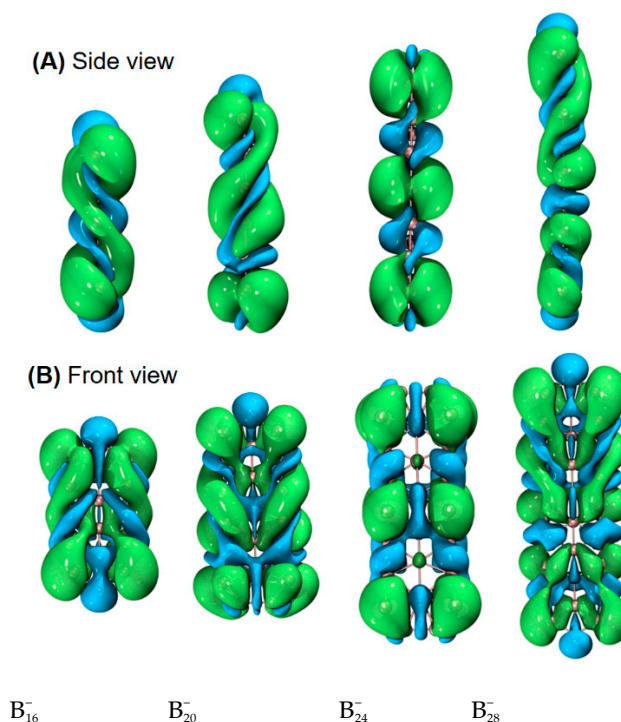 (A) Side view
(B) Front view
B₁₆⁻ B₂₀⁻ B₂₄⁻ B₂₈⁻